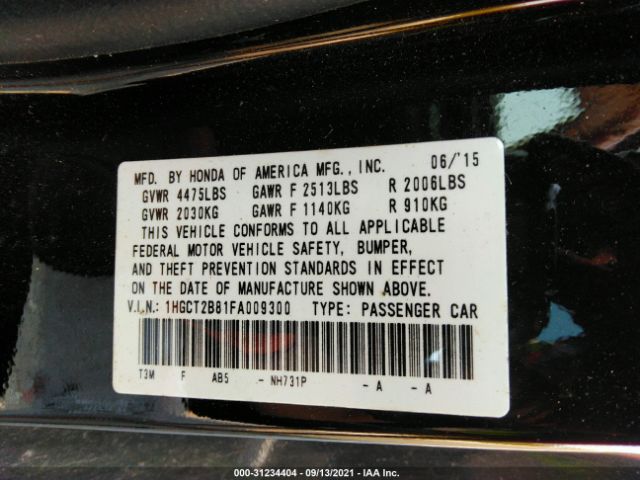 MFD. BY HONDA OF AMERICA MFG., INC. 06/'15
GVWR 4475LBS GAWR F 2513LBS R 2006LBS
GVWR 2030KG GAWR F 1140KG R 910KG
THIS VEHICLE CONFORMS TO ALL APPLICABLE
FEDERAL MOTOR VEHICLE SAFETY, BUMPER,
AND THEFT PREVENTION STANDARDS IN EFFECT
ON THE DATE OF MANUFACTURE SHOWN ABOVE.
V.I.N.: 1HGCT2B81FA009300 TYPE: PASSENGER CAR
T3M F AB5 - NH731P - A - A
000-31234404 • 09/13/2021 • IAA Inc.